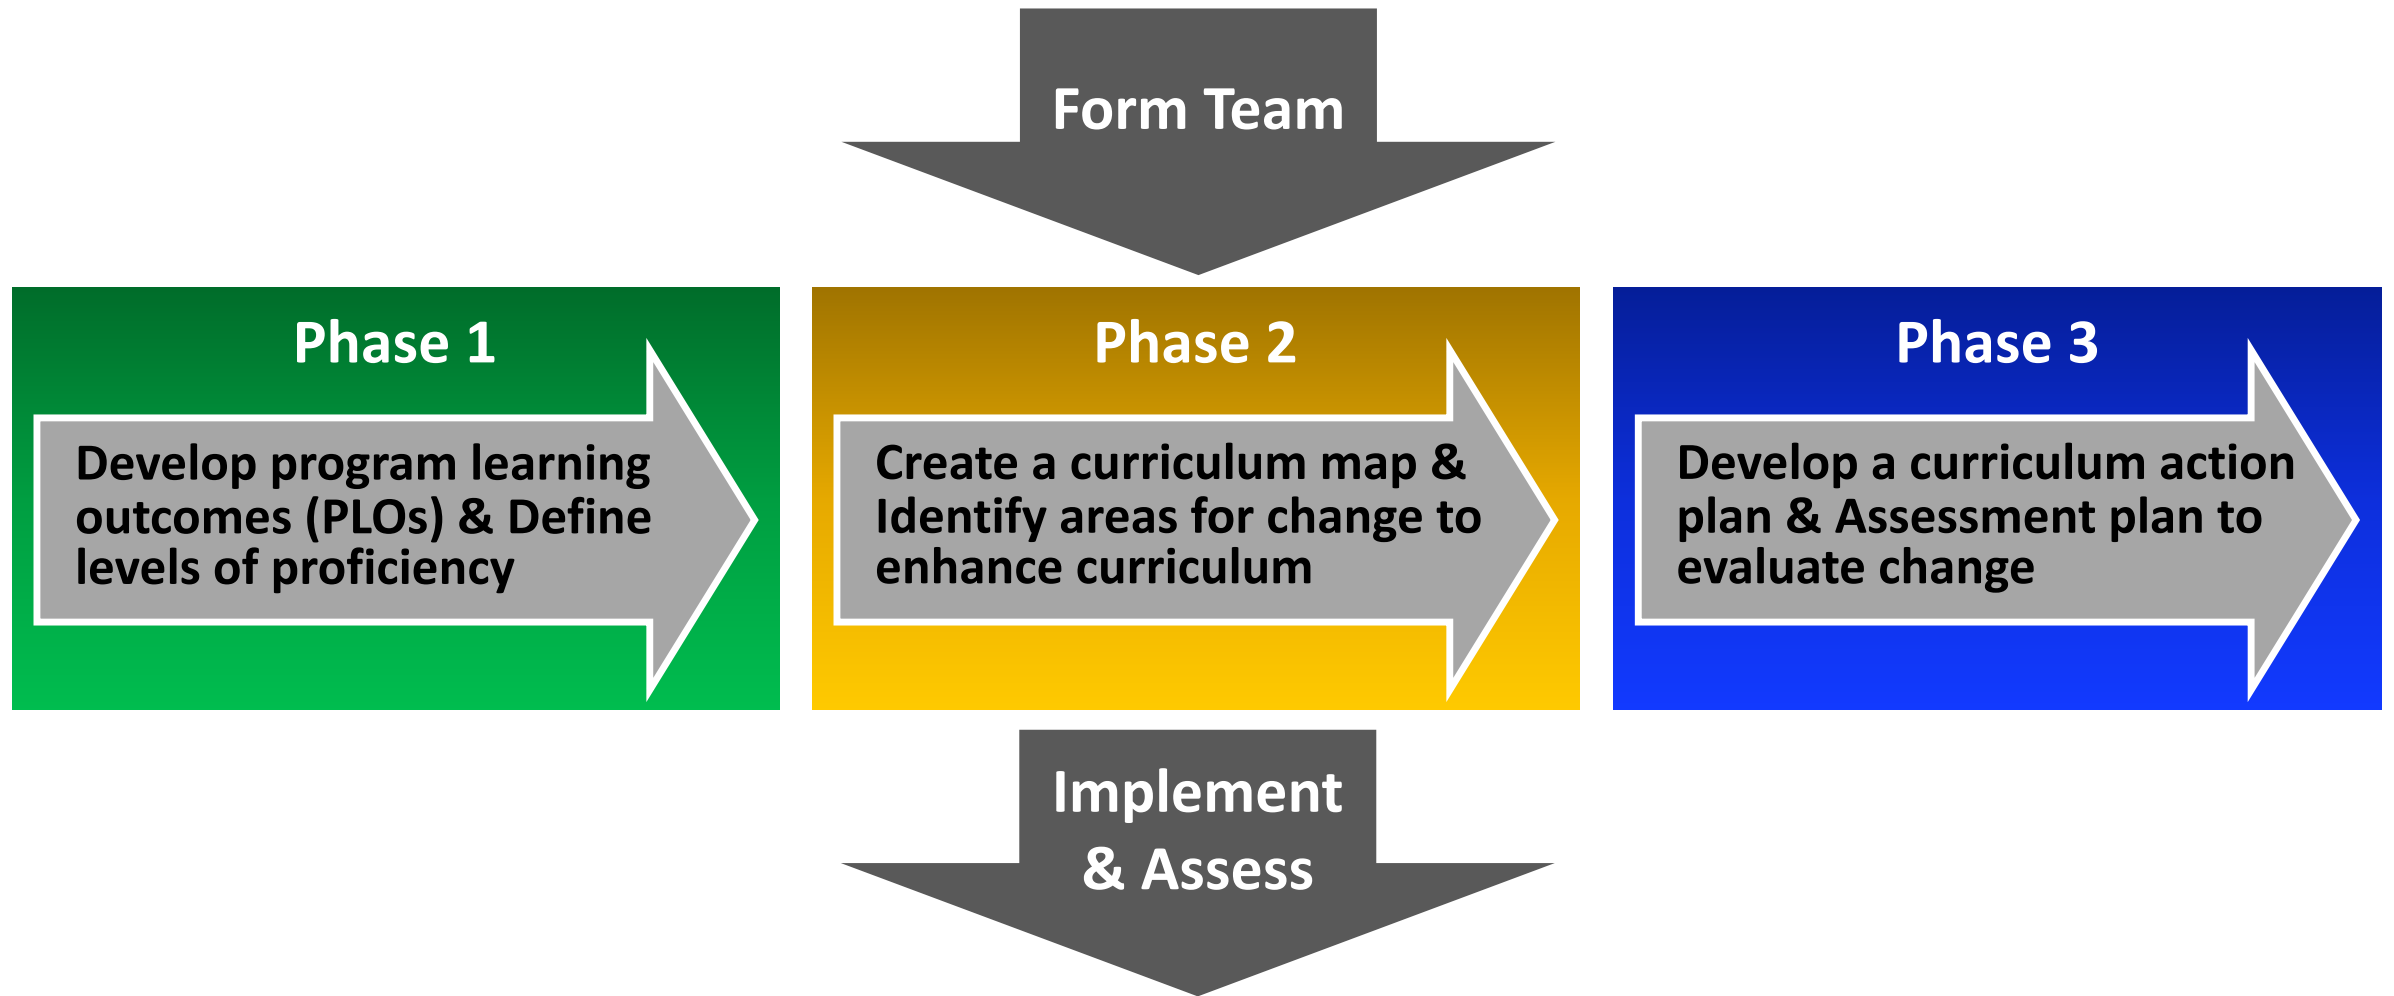 Form Team
Phase 1
Develop program learning
outcomes (PLOs) & Define
levels of proficiency
Phase 2
Create a curriculum map &
Identify areas for change to
enhance curriculum
Phase 3
Develop a curriculum action
plan & Assessment plan to
evaluate change
Implement
& Assess